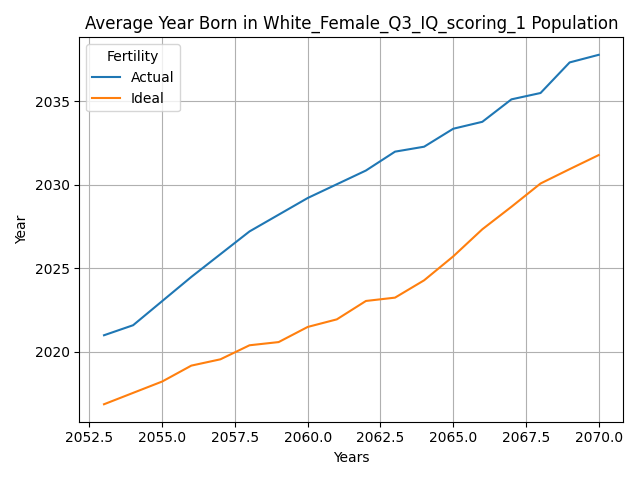 Average Year Born in White_Female_Q3_IQ_scoring_1 Population
Fertility
Actual
Ideal
2035
2030
2025
2020
Year
2052.5 2055.0 2057.5 2060.0 2062.5 2065.0 2067.5 2070.0
Years